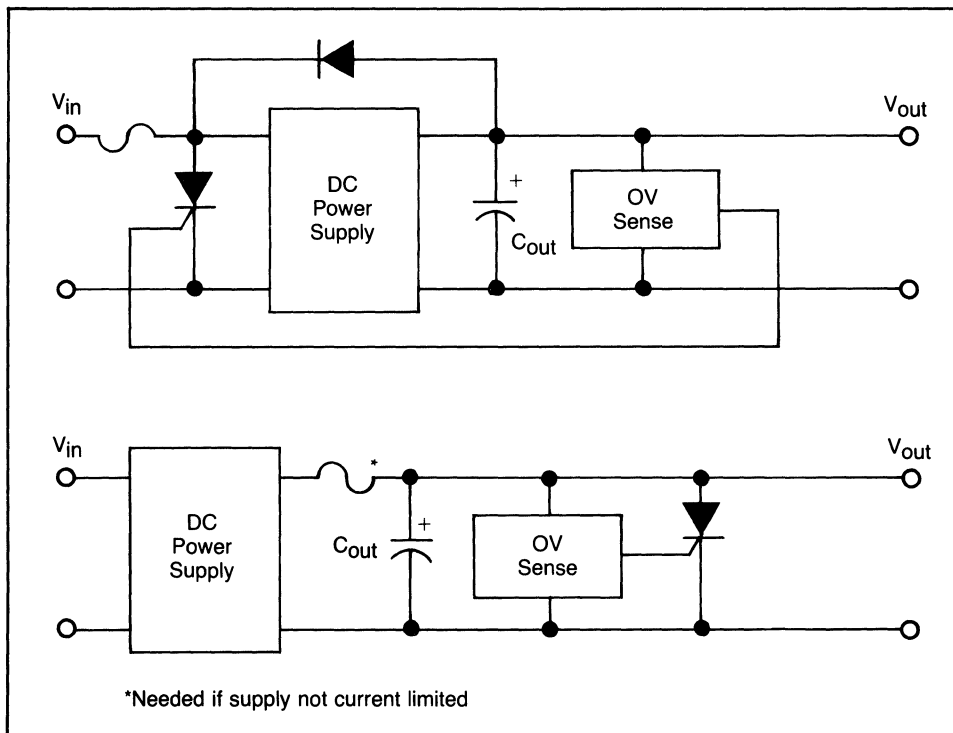 Vin
Vout
DC
Power
Supply
+
Cout
OV
Sense
Vin
Vout
*
DC
Power
Supply
+
Cout
OV
Sense
*Needed if supply not current limited